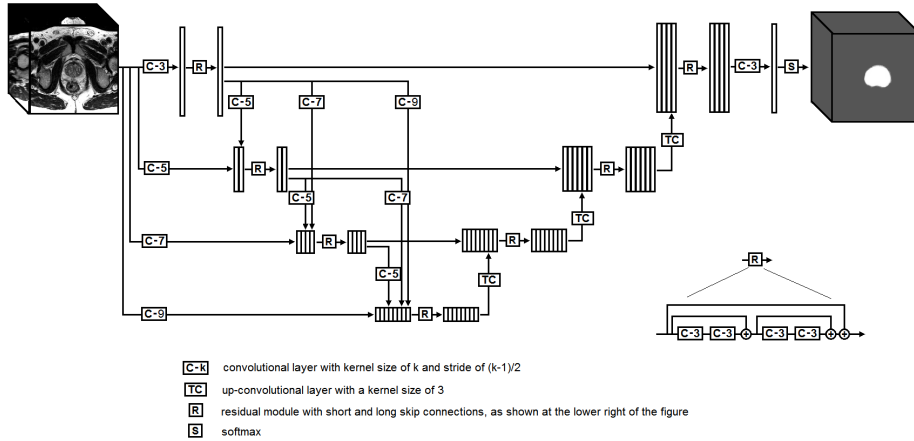 C-3 R R C-3 S
C-5 C-7 C-9
TC
C-5 R R
C-5 C-7
TC
C-7 R R
C-5 TC R
C-9 R
R
C-3 C-3 + C-3 C-3 + +
C-k convolutional layer with kernel size of k and stride of (k-1)/2
TC up-convolutional layer with a kernel size of 3
R residual module with short and long skip connections, as shown at the lower right of the figure
S softmax